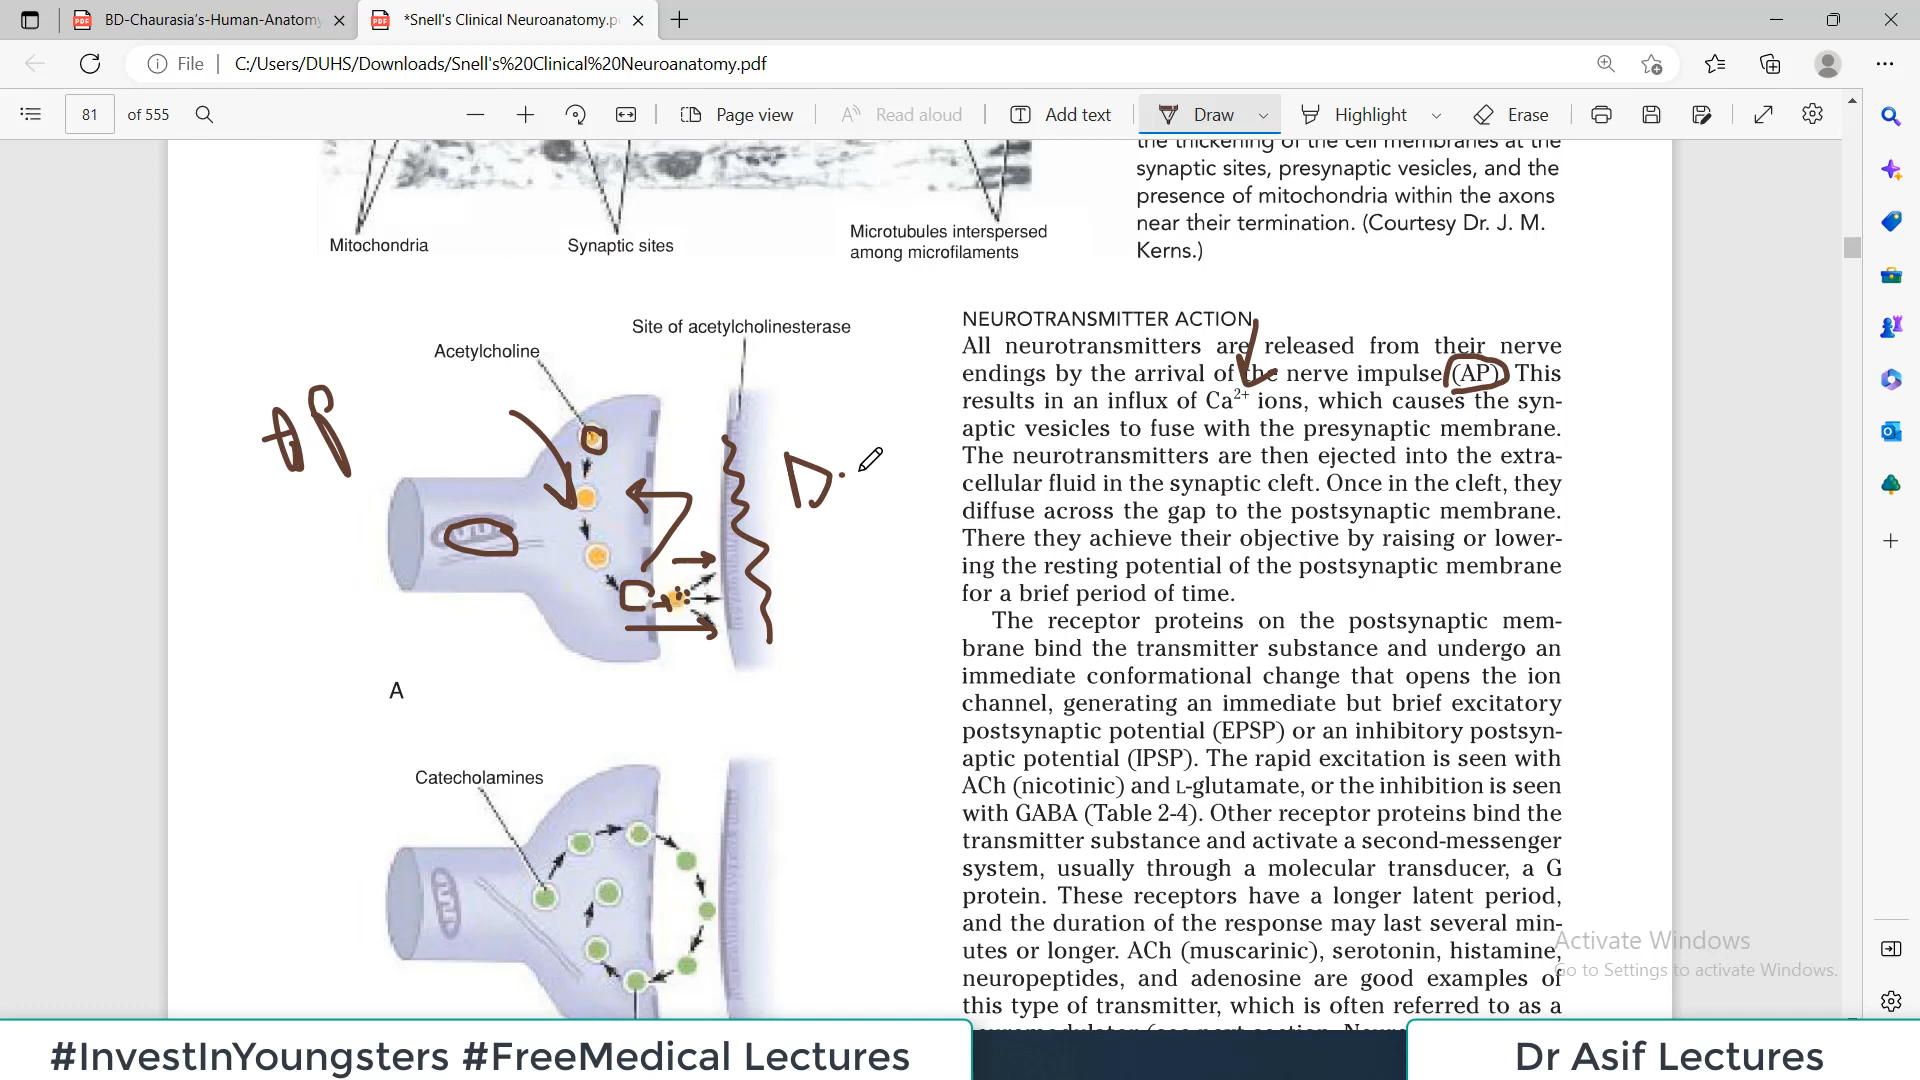 BD-Chaurasia's-Human-Anatomy
*Snell's Clinical Neuroanatomy.p
File
C:/Users/DUHS/Downloads/Snell's%20Clinical%20Neuroanatomy.pdf
81 of 555
Page view
Read aloud
Add text
Draw
Highlight
Erase
the thickening of the cell membranes at the
synaptic sites, presynaptic vesicles, and the
presence of mitochondria within the axons
near their termination. (Courtesy Dr. J. M.
Kerns.)
Mitochondria
Synaptic sites
Microtubules interspersed
among microfilaments
Site of acetylcholinesterase
Acetylcholine
AP
D.
A
Catecholamines
NEUROTRANSMITTER ACTION
All neurotransmitters are released from their nerve
endings by the arrival of the nerve impulse (AP). This
results in an influx of Ca2+ ions, which causes the syn-
aptic vesicles to fuse with the presynaptic membrane.
The neurotransmitters are then ejected into the extra-
cellular fluid in the synaptic cleft. Once in the cleft, they
diffuse across the gap to the postsynaptic membrane.
There they achieve their objective by raising or lower-
ing the resting potential of the postsynaptic membrane
for a brief period of time.
The receptor proteins on the postsynaptic mem-
brane bind the transmitter substance and undergo an
immediate conformational change that opens the ion
channel, generating an immediate but brief excitatory
postsynaptic potential (EPSP) or an inhibitory postsyn-
aptic potential (IPSP). The rapid excitation is seen with
ACh (nicotinic) and L-glutamate, or the inhibition is seen
with GABA (Table 2-4). Other receptor proteins bind the
transmitter substance and activate a second-messenger
system, usually through a molecular transducer, a G
protein. These receptors have a longer latent period,
and the duration of the response may last several min-
utes or longer. ACh (muscarinic), serotonin, histamine,
neuropeptides, and adenosine are good examples of
this type of transmitter, which is often referred to as a
Activate Windows
Go to Settings to activate Windows.
#InvestInYoungsters #FreeMedical Lectures
Dr Asif Lectures